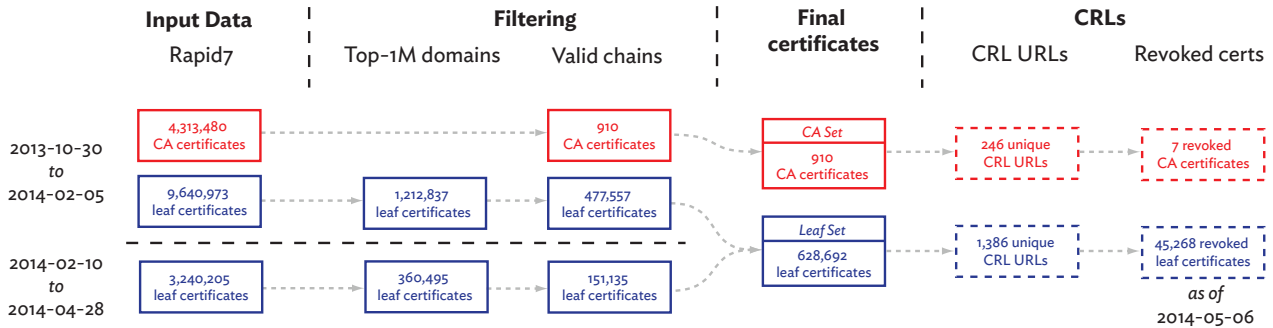 Input Data
Filtering
Final
certificates
CRLs
Rapid7
Top-1M domains
Valid chains
CRL URLs
Revoked certs
2013-10-30
to
2014-02-05
4,313,480
CA certificates
910
CA certificates
CA Set
910
CA certificates
246 unique
CRL URLs
7 revoked
CA certificates
9,640,973
leaf certificates
1,212,837
leaf certificates
477,557
leaf certificates
Leaf Set
628,692
leaf certificates
1,386 unique
CRL URLs
45,268 revoked
leaf certificates
2014-02-10
to
2014-04-28
3,240,205
leaf certificates
360,495
leaf certificates
151,135
leaf certificates
as of
2014-05-06